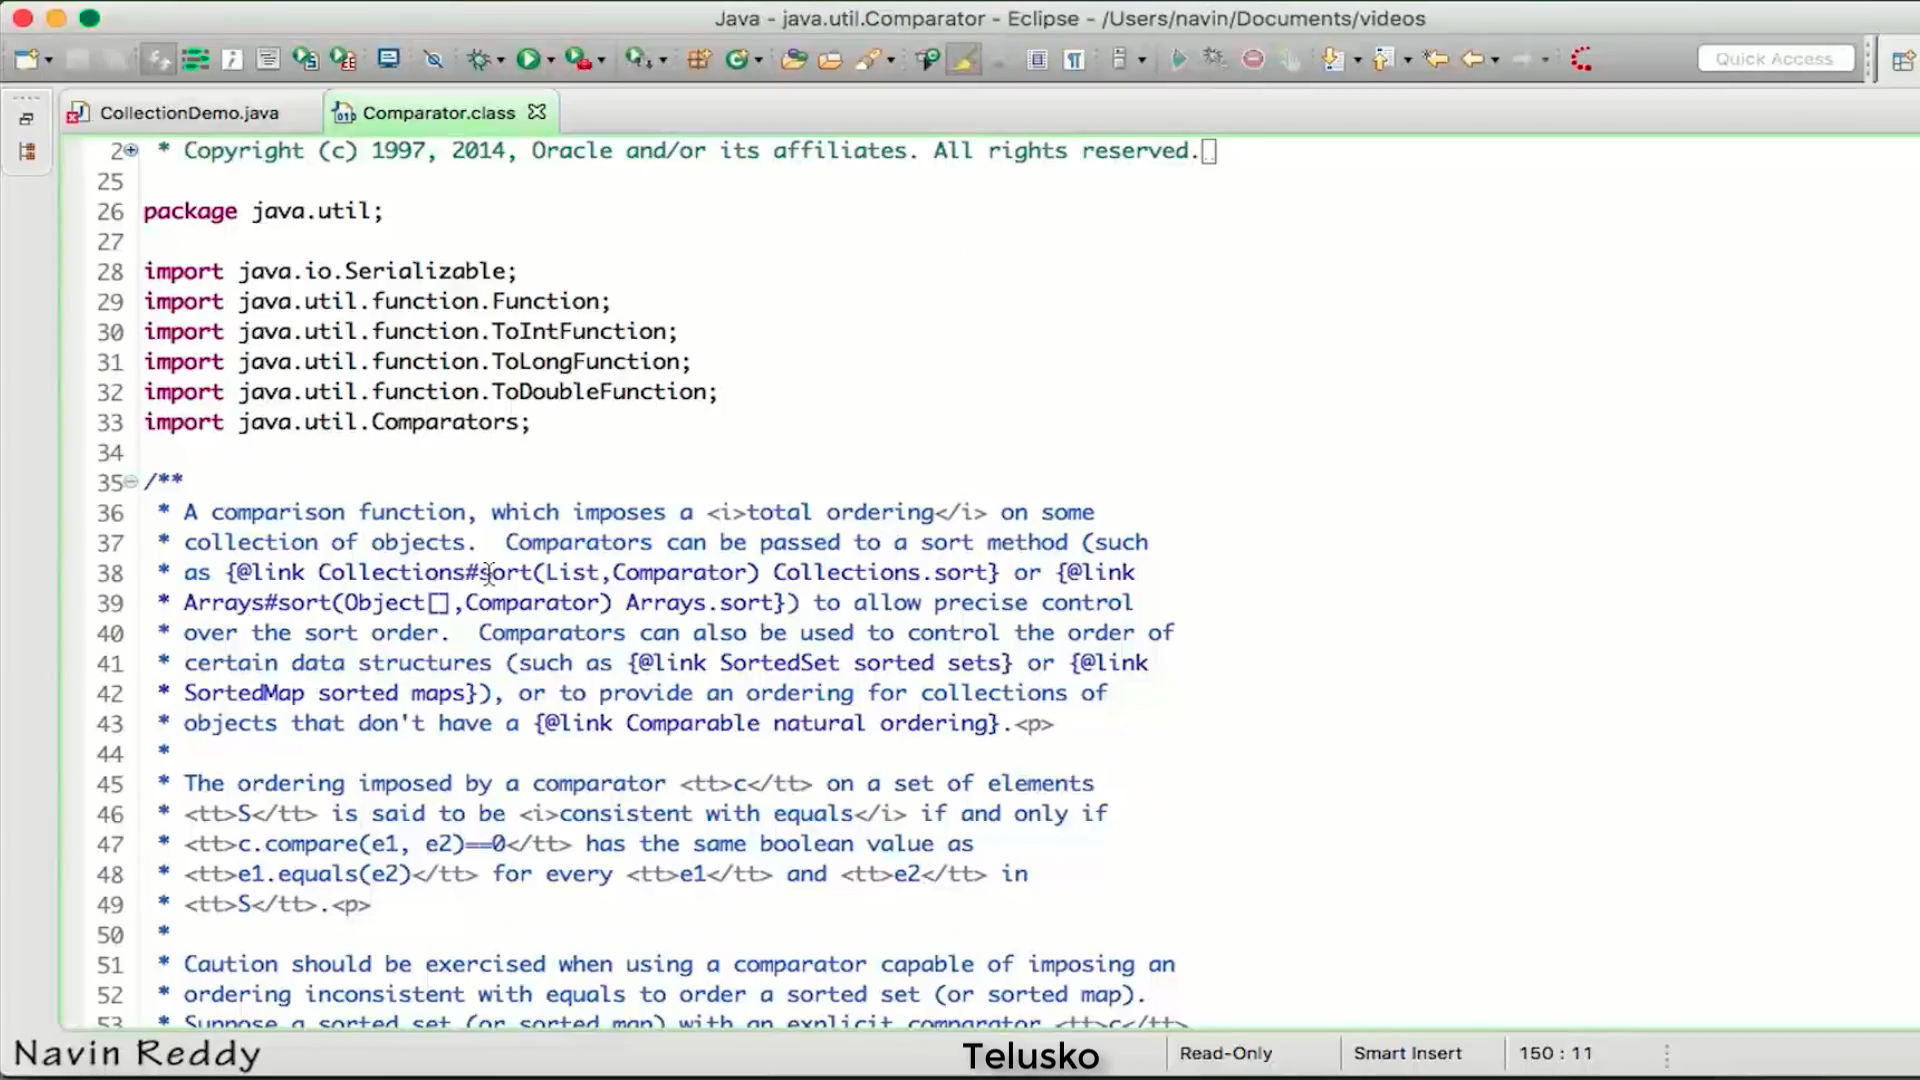 Java - java.util.Comparator - Eclipse - /Users/navin/Documents/videos
Quick Access
CollectionDemo.java
Comparator.class
2 * Copyright (c) 1997, 2014, Oracle and/or its affiliates. All rights reserved.
25
26 package java.util;
27
28 import java.io.Serializable;
29 import java.util.function.Function;
30 import java.util.function.ToIntFunction;
31 import java.util.function.ToLongFunction;
32 import java.util.function.ToDoubleFunction;
33 import java.util.Comparators;
34
35 /**
36 * A comparison function, which imposes a <i>total ordering</i> on some
37 * collection of objects.  Comparators can be passed to a sort method (such
38 * as {@link Collections#sort(List,Comparator) Collections.sort} or {@link
39 * Arrays#sort(Object[],Comparator) Arrays.sort}) to allow precise control
40 * over the sort order.  Comparators can also be used to control the order of
41 * certain data structures (such as {@link SortedSet sorted sets} or {@link
42 * SortedMap sorted maps}), or to provide an ordering for collections of
43 * objects that don't have a {@link Comparable natural ordering}.<p>
44 *
45 * The ordering imposed by a comparator <tt>c</tt> on a set of elements
46 * <tt>S</tt> is said to be <i>consistent with equals</i> if and only if
47 * <tt>c.compare(e1, e2)==0</tt> has the same boolean value as
48 * <tt>e1.equals(e2)</tt> for every <tt>e1</tt> and <tt>e2</tt> in
49 * <tt>S</tt>.<p>
50 *
51 * Caution should be exercised when using a comparator capable of imposing an
52 * ordering inconsistent with equals to order a sorted set (or sorted map).
53 * Suppose a sorted set (or sorted map) with an explicit comparator <tt>c</tt>
Navin Reddy
Telusko
Read-Only
Smart Insert
150 : 11